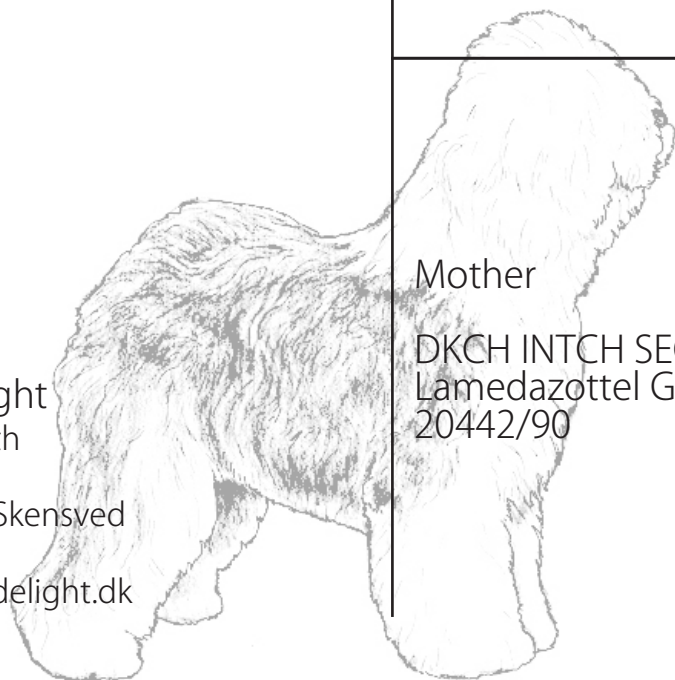 ght
Skensved
delight.dk
Mother
DKCH INTCH
Lamedazottel G
20442/90